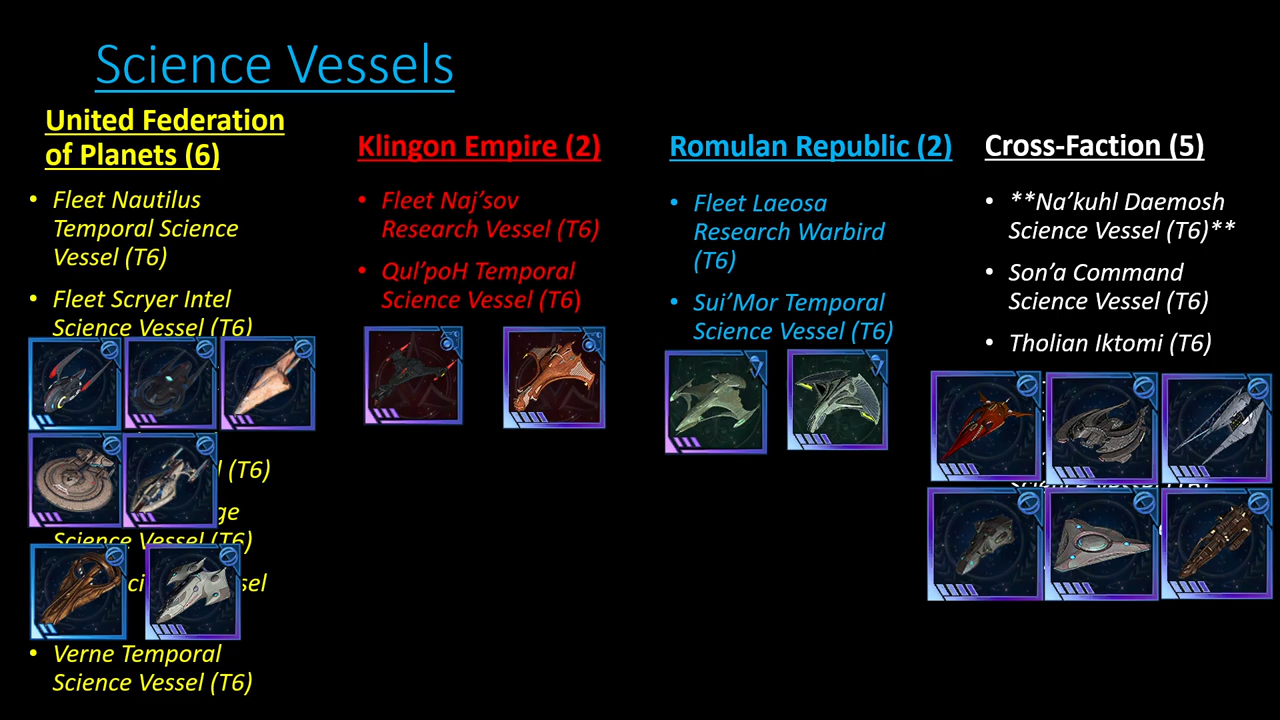 Science Vessels
United Federation
of Planets (6)
• Fleet Nautilus
Temporal Science
Vessel (T6)
• Fleet Scryer Intel
Science Vessel (T6)
(T6)
Science Vessel (T6)
• Verne Temporal
Science Vessel (T6)
Klingon Empire (2)
• Fleet Naj’sov
Research Vessel (T6)
• Qul’poH Temporal
Science Vessel (T6)
Romulan Republic (2)
• Fleet Laeosa
Research Warbird
(T6)
• Sui’Mor Temporal
Science Vessel (T6)
Cross-Faction (5)
• **Na’kuhl Daemosh
Science Vessel (T6)**
• Son’a Command
Science Vessel (T6)
• Tholian Iktomi (T6)